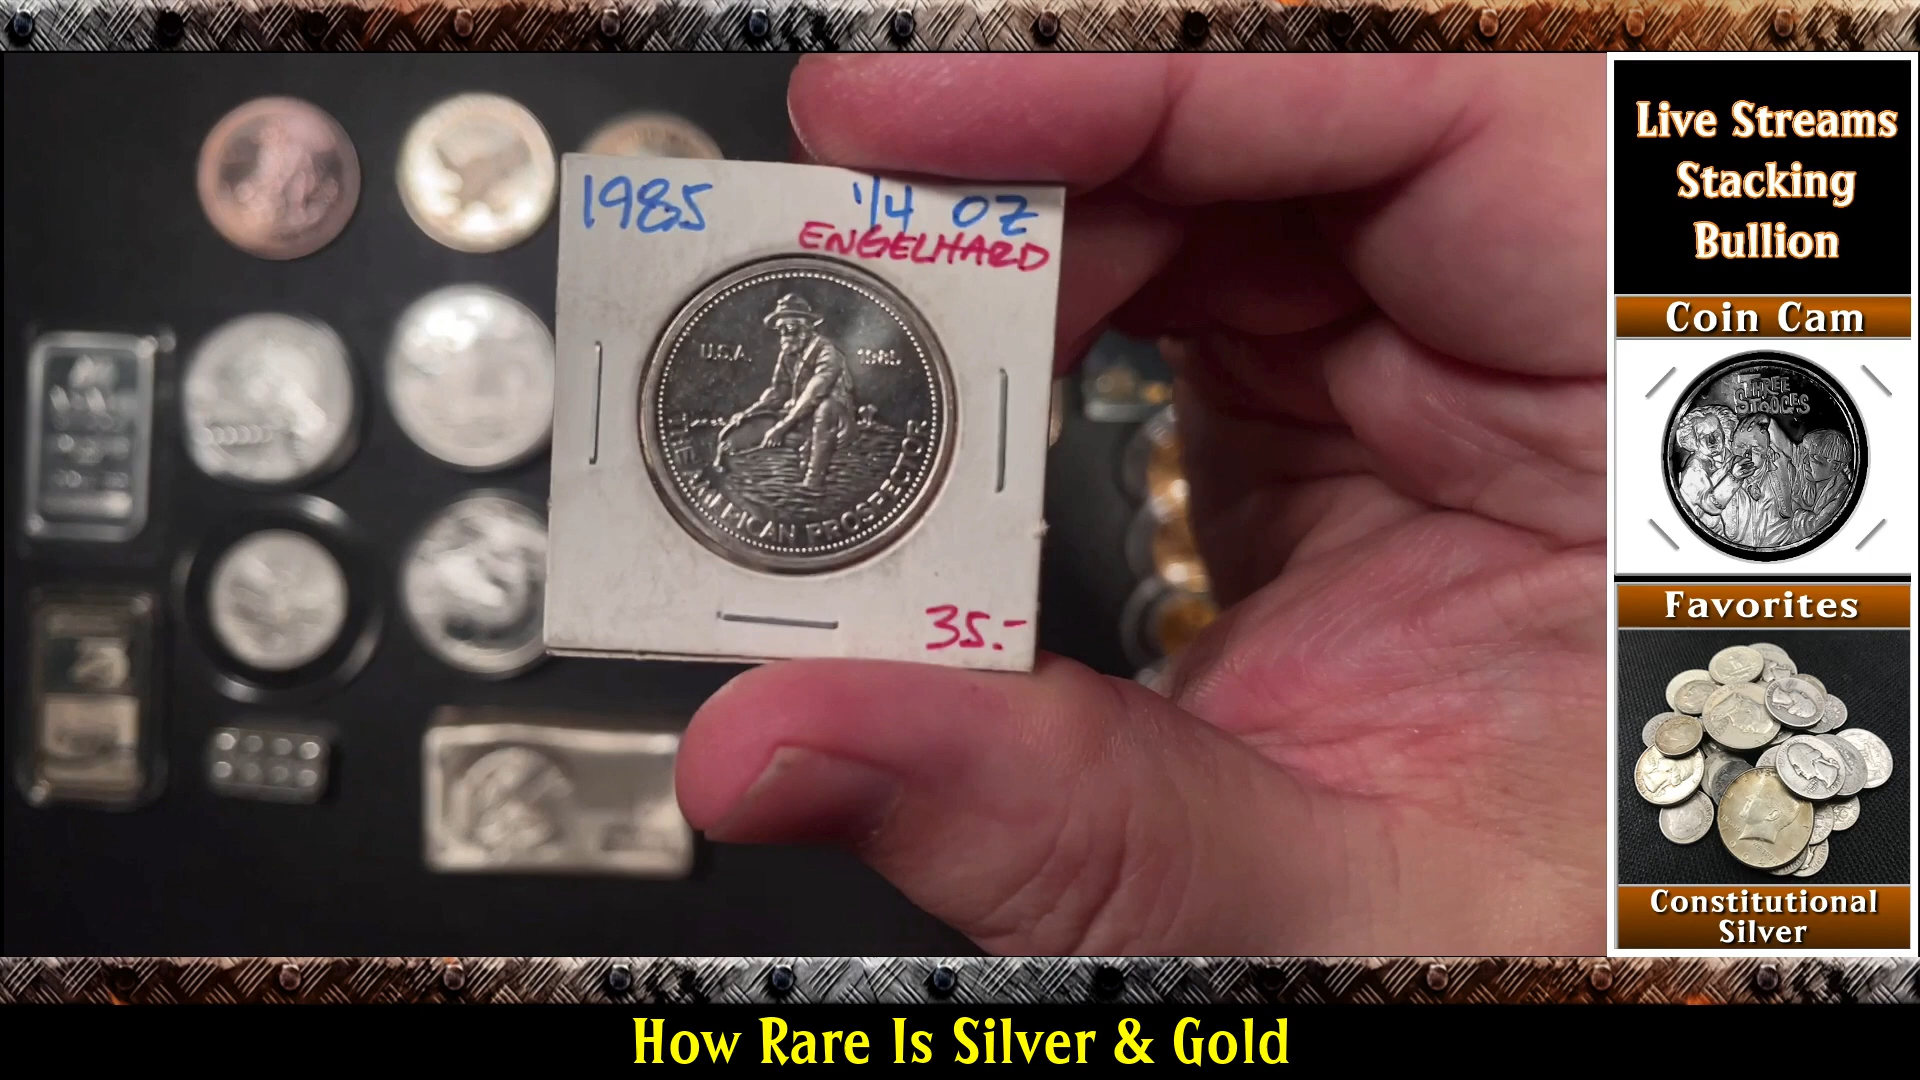 1985 1/4 OZ
ENGELHARD
U.S.A. 1985
THE AMERICAN PROSPECTOR
35.-
Live Streams
Stacking
Bullion
Coin Cam
THREE
STOOGES
Favorites
Constitutional
Silver
How Rare Is Silver & Gold